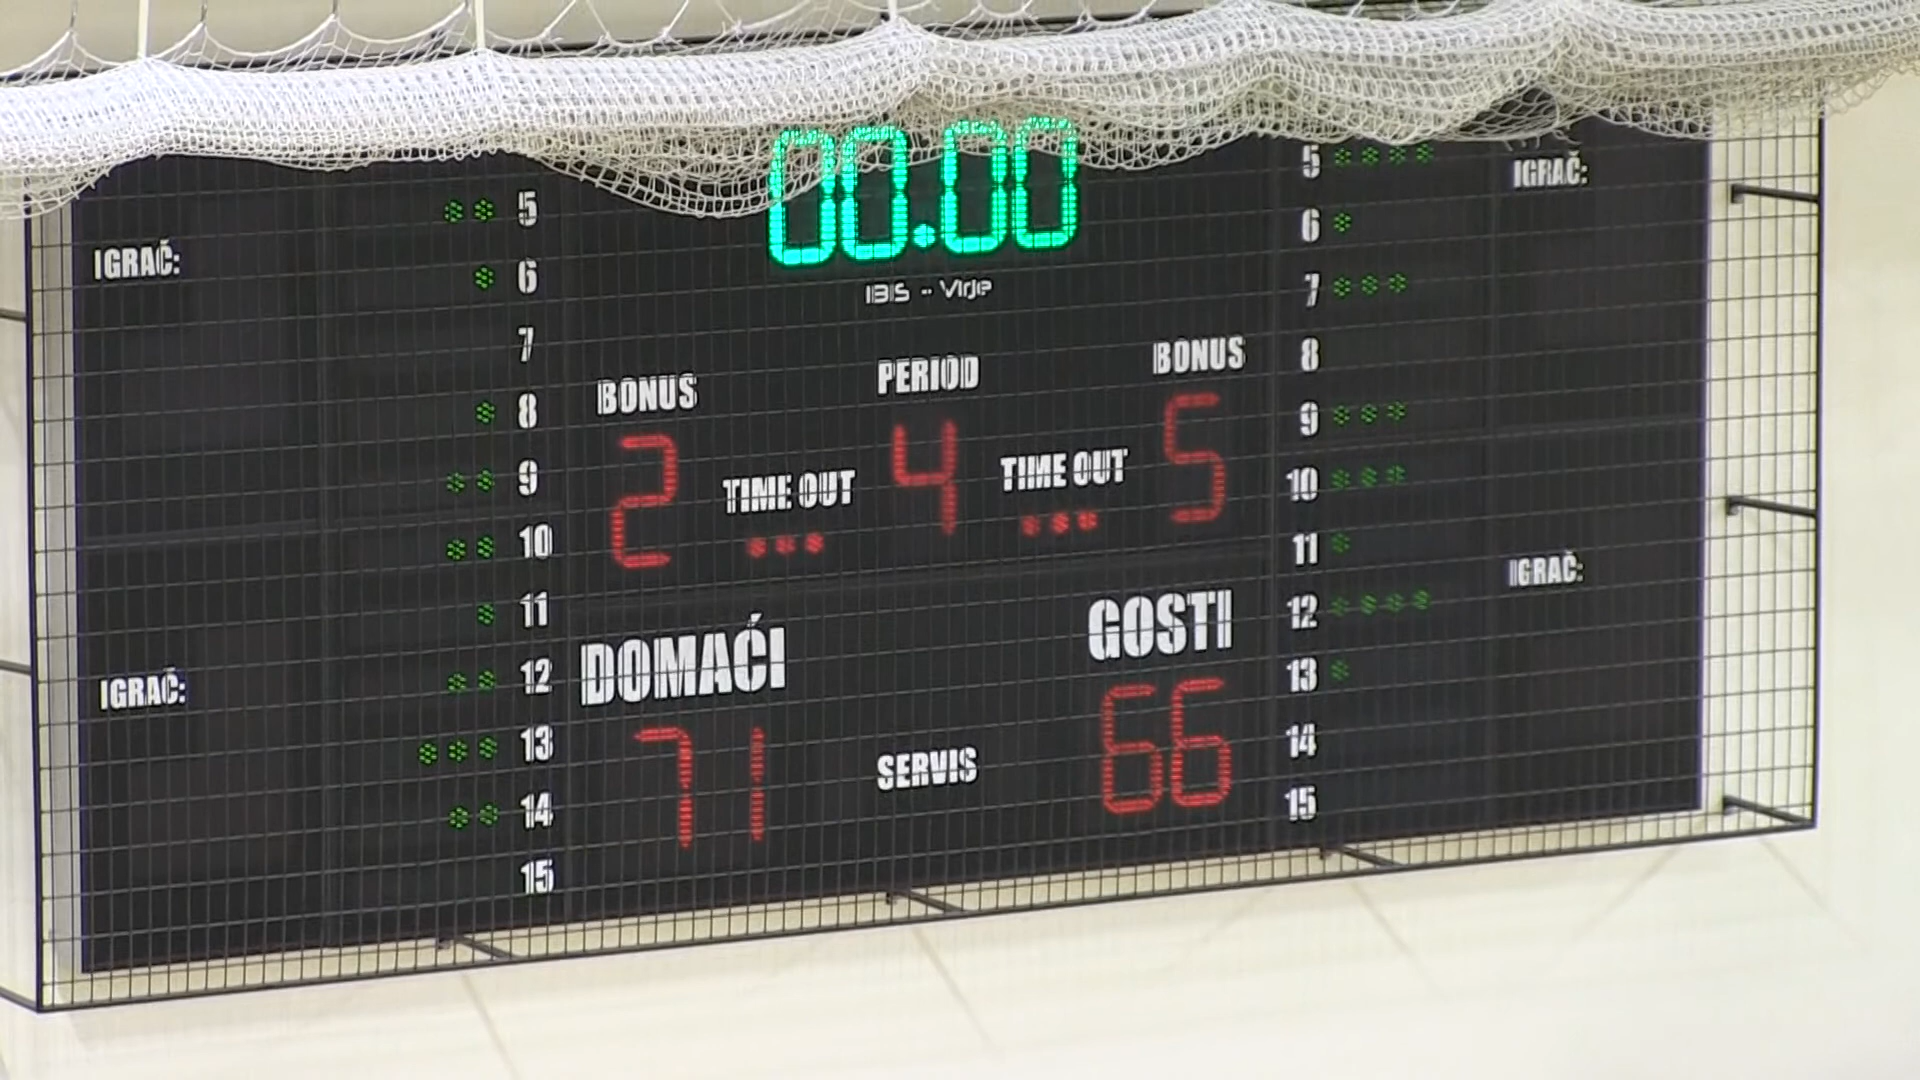 00.00
IBIS - Virje
IGRAČ:
5
6
7
8
9
10
11
12
13
14
15
IGRAČ:
BONUS
PERIOD
BONUS
2
TIME OUT
4
TIME OUT
5
DOMAĆI
GOSTI
71
SERVIS
66
5
6
7
8
9
10
11
12
13
14
15
IGRAČ:
IGRAČ: